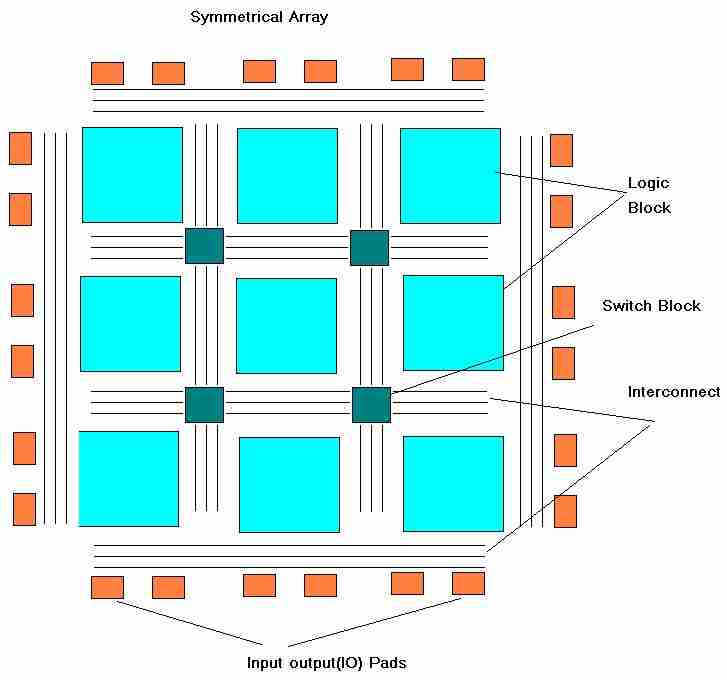 Symmetrical Array
Logic
Block
Switch Block
Interconnect
Input output(IO) Pads